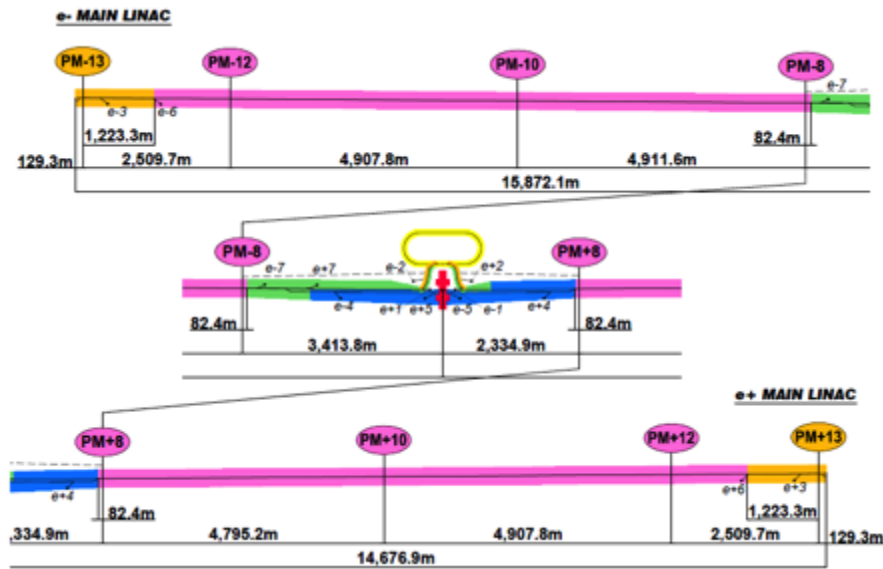 e- MAIN LINAC
PM-13 PM-12 PM-10 PM-8
e-7
e-3 e-6
1,223.3m 82.4m
129.3m 2,509.7m 4,907.8m 4,911.6m
15,872.1m
PM-8 PM+8
e-7 e+7 e-2 e+2
e-4 e+1 e+5 e-5 e-1 e+4
82.4m 82.4m
3,413.8m 2,334.9m
e+ MAIN LINAC
PM+8 PM+10 PM+12 PM+13
e+4 e+6 e+3
82.4m 1,223.3m
,334.9m 4,795.2m 4,907.8m 2,509.7m 129.3m
14,676.9m